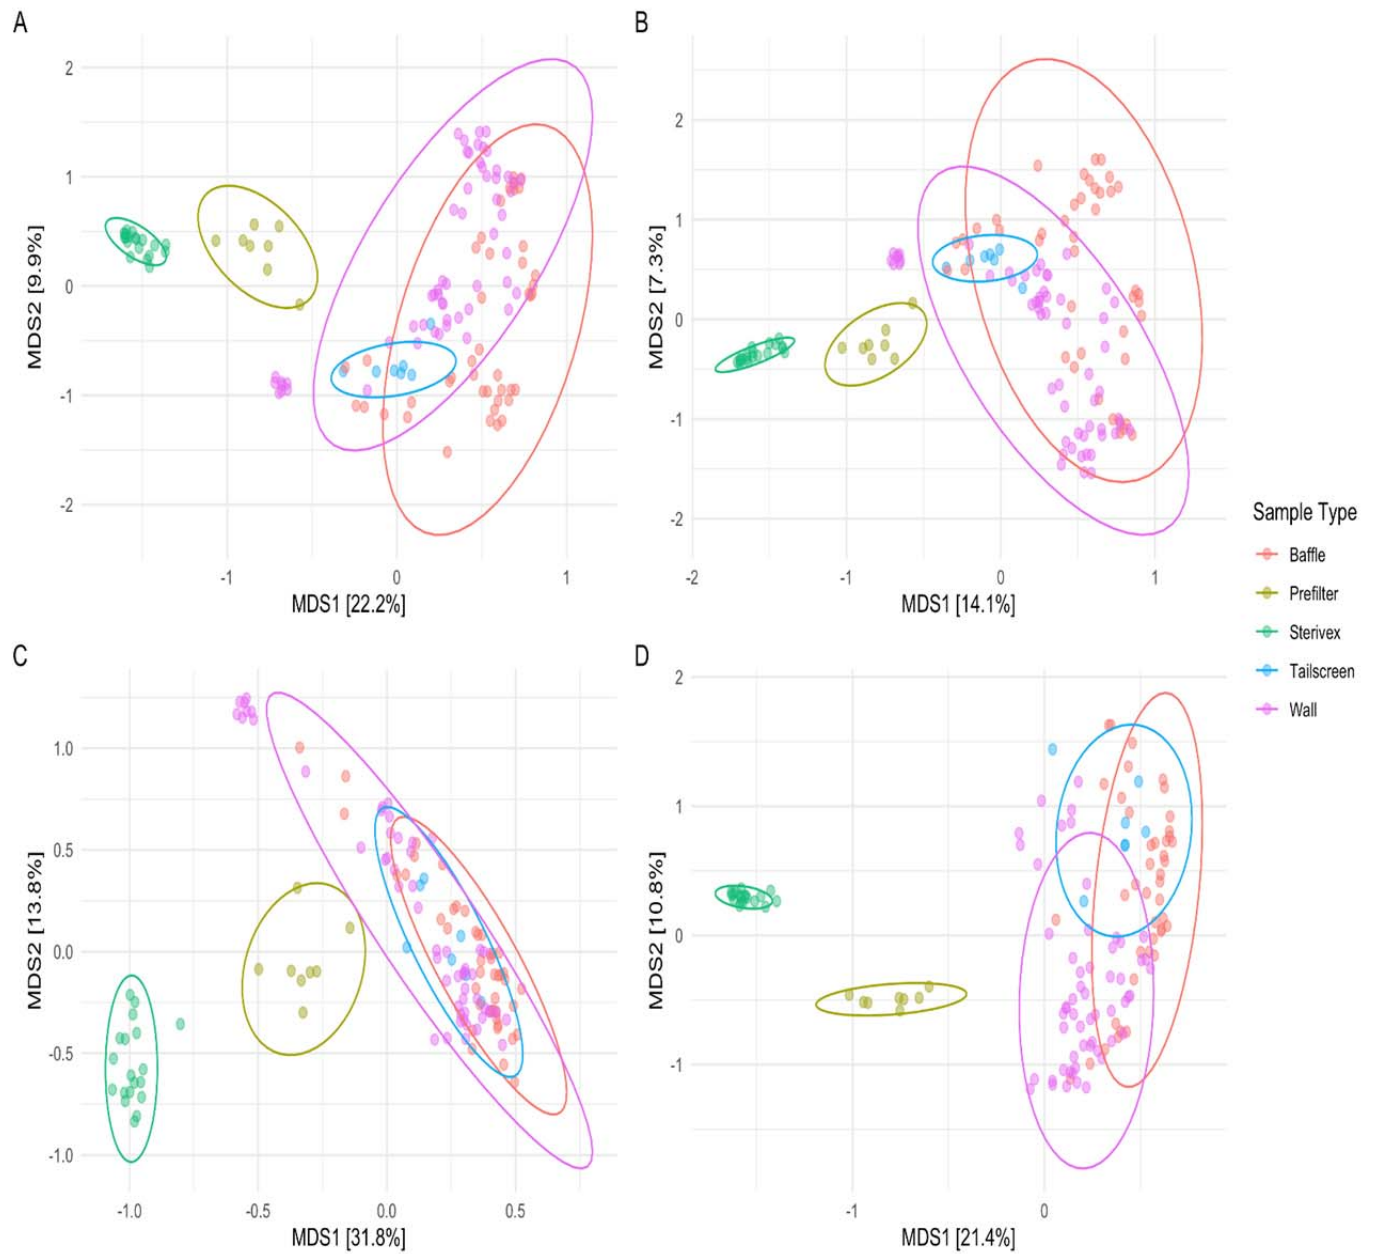 A
MDS2 [9.9%]
2
1
0
-1
-2
-1
0
1
MDS1 [22.2%]
B
MDS2 [7.3%]
2
1
0
-1
-2
-2
-1
0
1
MDS1 [14.1%]
Sample Type
Baffle
Prefilter
Sterivex
Tailscreen
Wall
C
MDS2 [13.8%]
1.0
0.5
0.0
-0.5
-1.0
-1.0
-0.5
0.0
0.5
MDS1 [31.8%]
D
MDS2 [10.8%]
2
1
0
-1
-1
0
MDS1 [21.4%]